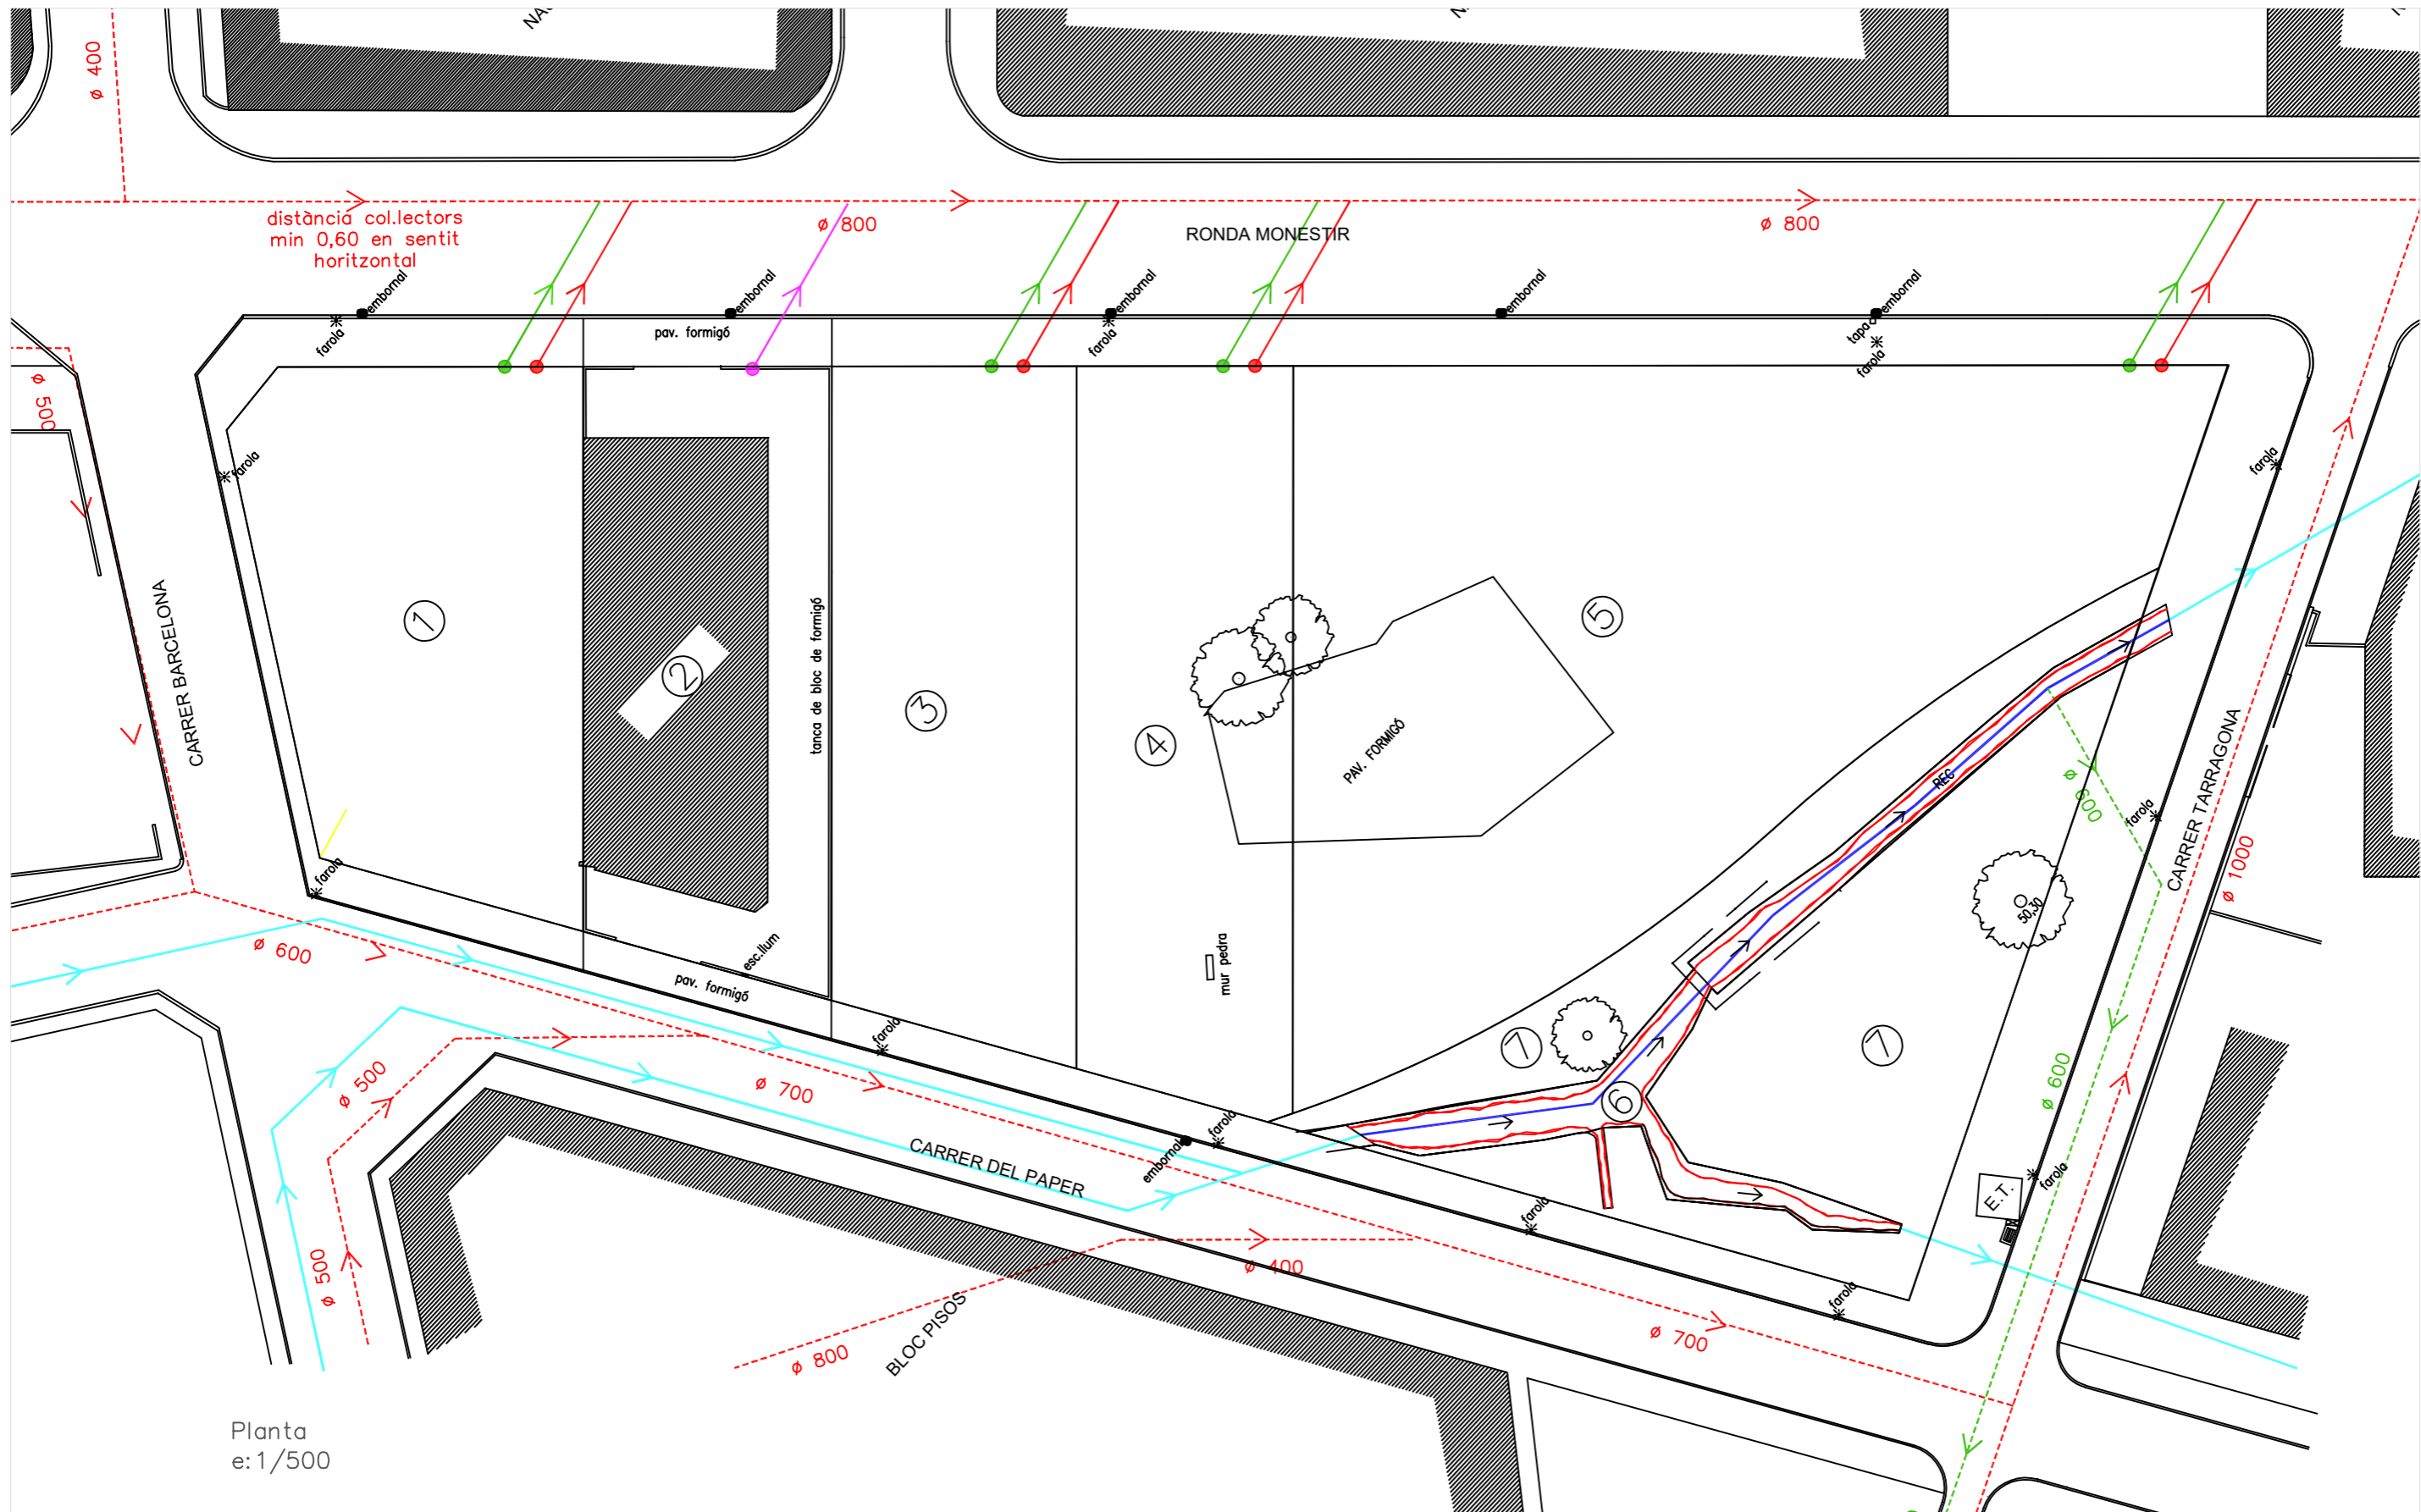 ø 400
distància col.lectors
min 0,60 en sentit
horitzontal
ø 800
RONDA MONESTIR
ø 800
embornal
embornal
embornal
embornal
embornal
farola
pav. formigó
farola
tapa
farola
ø 500
farola
farola
CARRER BARCELONA
1
2
tanca de bloc de formigó
3
4
5
PAV. FORMIGÓ
REG
ø 600
farola
CARRER TARRAGONA
ø 1000
50,30
farola
ø 600
esc.llum
pav. formigó
mur pedra
farola
7
7
6
ø 500
ø 700
ø 600
CARRER DEL PAPER
embornal
farola
farola
E.T.
farola
ø 500
ø 400
farola
BLOC PISOS
ø 800
ø 700
Planta
e:1/500